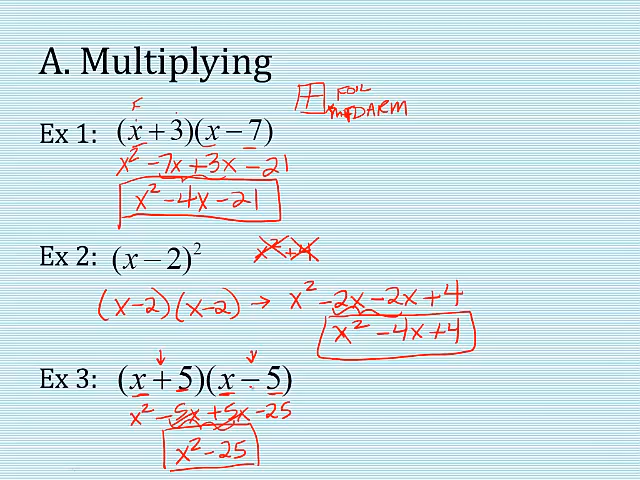 A. Multiplying
FOIL
DARM
F
Ex 1: (x + 3)(x − 7)
x² − 7x + 3x − 21
x² − 4x − 21
Ex 2: (x − 2)² x² + 4
(x − 2)(x − 2) → x² − 2x − 2x + 4
x² − 4x + 4
Ex 3: (x + 5)(x − 5)
x² − 5x + 5x − 25
x² − 25